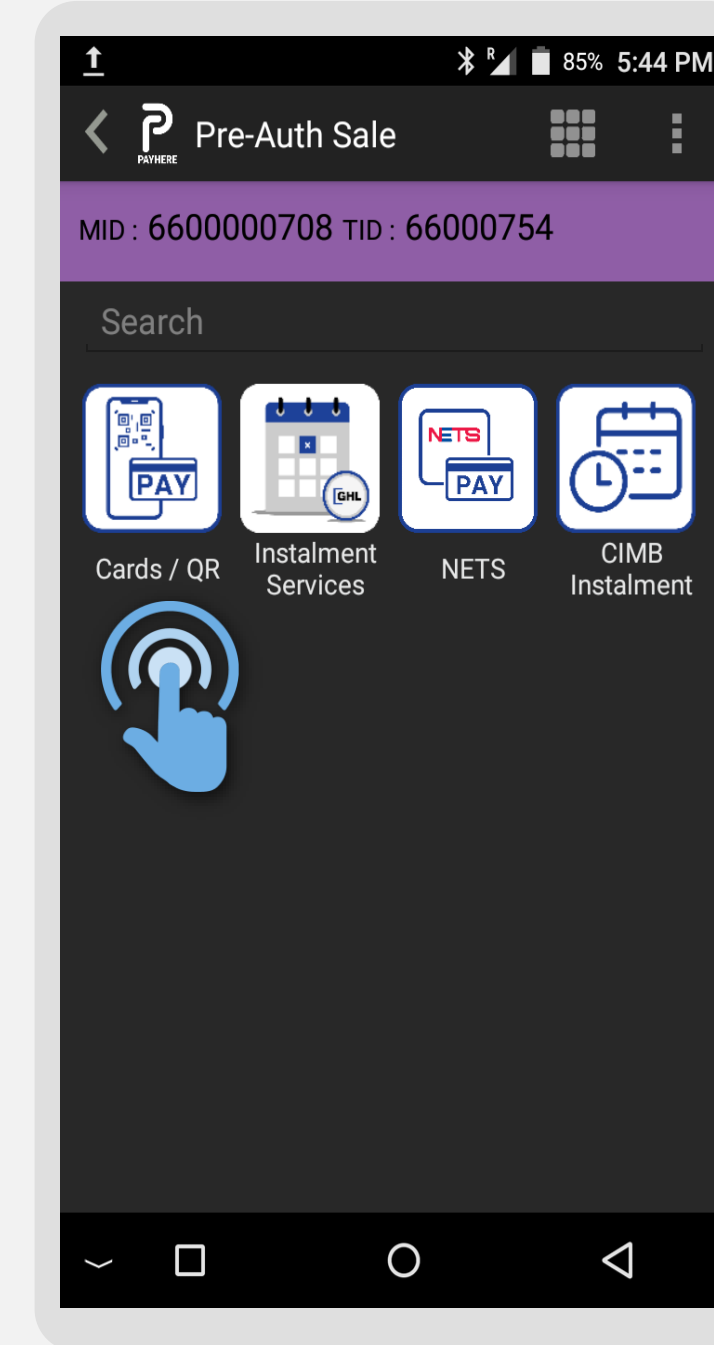 R 85% 5:44 PM
PAYHERE
Pre-Auth Sale
MID : 6600000708 TID : 66000754
Search
PAY
x
GHL
NETS
PAY
Cards / QR
Instalment
Services
NETS
CIMB
Instalment